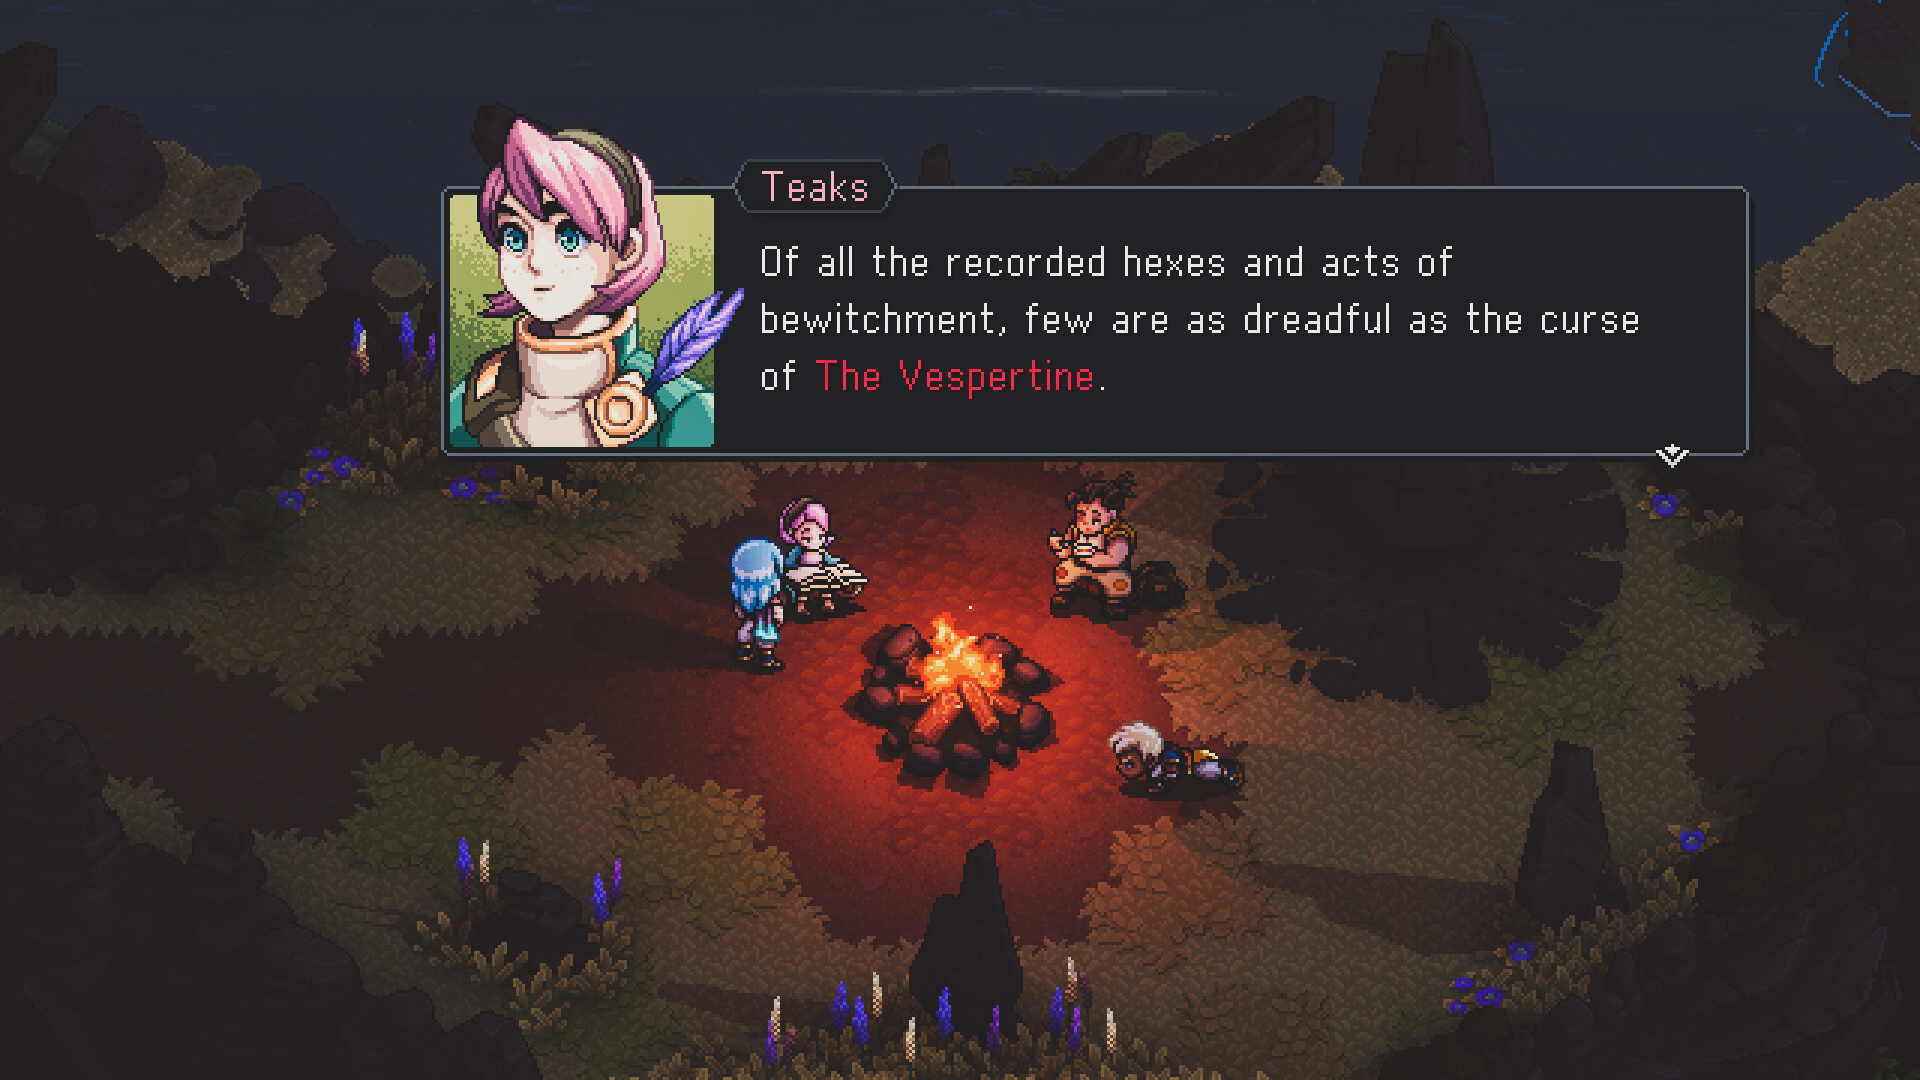 Teaks
Of all the recorded hexes and acts of
bewitchment, few are as dreadful as the curse
of The Vespertine.